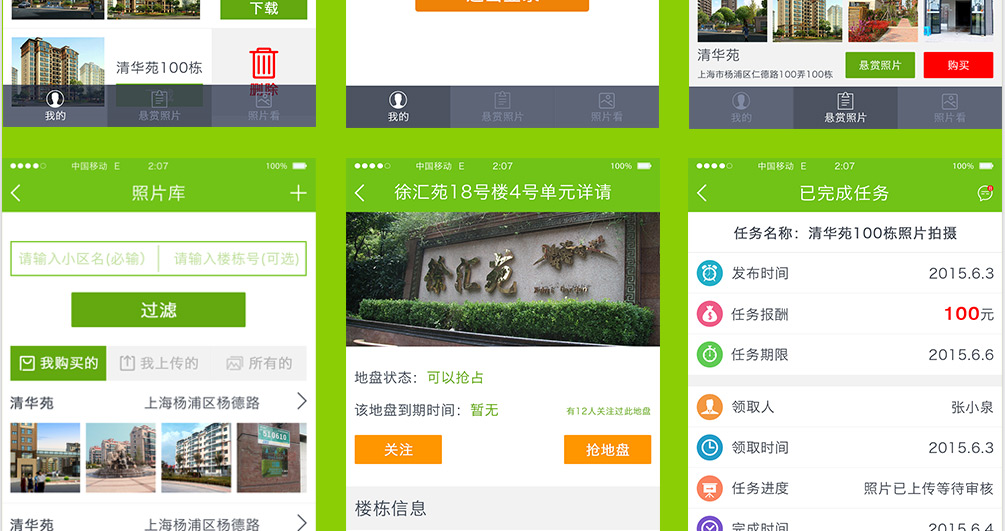 下载
清华苑100栋
删除
我的
悬赏照片
照片看
我的
悬赏照片
照片看
清华苑
上海市杨浦区仁德路100弄100栋
悬赏照片
购买
我的
悬赏照片
照片看
中国移动 E 2:07 100%
照片库
请输入小区名(必输)
请输入楼栋号(可选)
过滤
我购买的
我上传的
所有的
清华苑
上海杨浦区杨德路
510610
清华苑
上海杨浦区杨德路
中国移动 E 2:07 100%
徐汇苑18号楼4号单元详请
徐汇苑
地盘状态：可以抢占
该地盘到期时间：暂无
有12人关注过此地盘
关注
抢地盘
楼栋信息
中国移动 E 2:07 100%
已完成任务
任务名称：清华苑100栋照片拍摄
发布时间 2015.6.3
任务报酬 100元
任务期限 2015.6.6
领取人 张小泉
领取时间 2015.6.3
任务进度 照片已上传等待审核
完成时间 2015.6.4